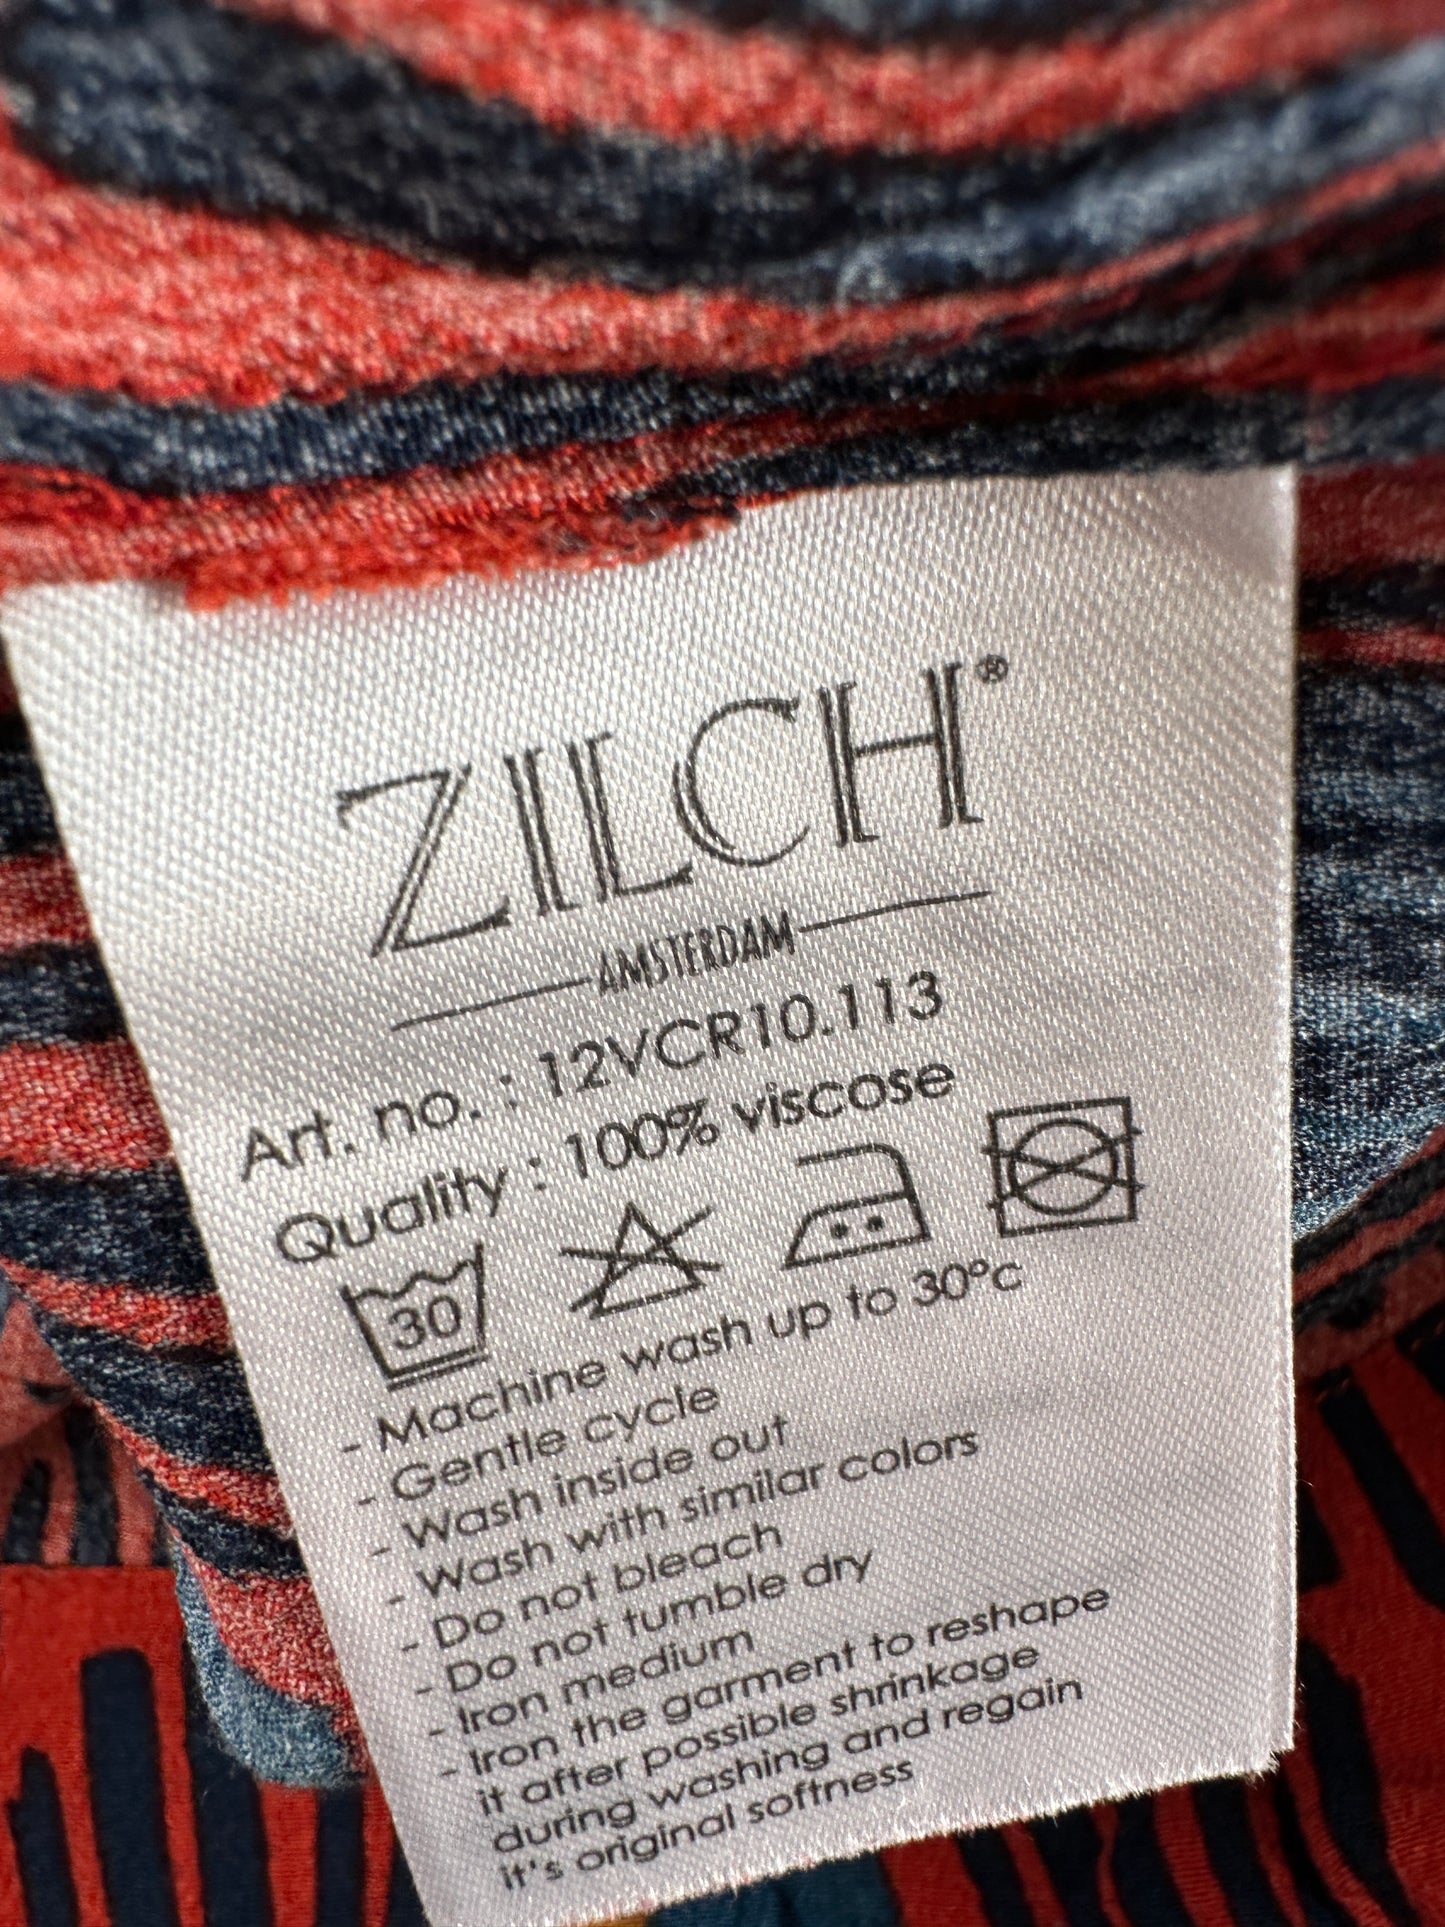 ZILCH®
AMSTERDAM
Art. no. : 12VCR10.113
Quality : 100% viscose
30
- Machine wash up to 30ºc
- Gentle cycle
- Wash inside out
- Wash with similar colors
- Do not bleach
- Do not tumble dry
- Iron medium
- Iron the garment to reshape
it after possible shrinkage
during washing and regain
it's original softness